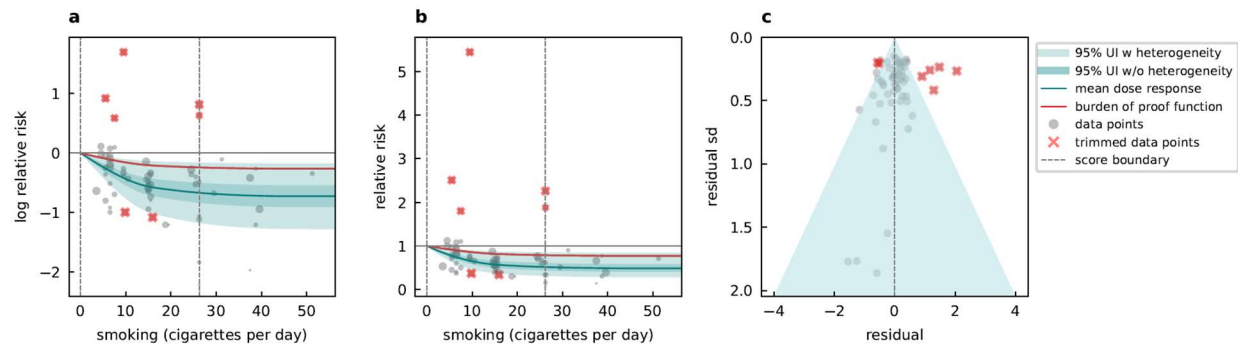 a
log relative risk
1
0
−1
−2
0 10 20 30 40 50
smoking (cigarettes per day)
b
relative risk
5
4
3
2
1
0
0 10 20 30 40 50
smoking (cigarettes per day)
c
residual sd
0.0
0.5
1.0
1.5
2.0
−4 −2 0 2 4
residual
95% UI w heterogeneity
95% UI w/o heterogeneity
mean dose response
burden of proof function
data points
trimmed data points
score boundary